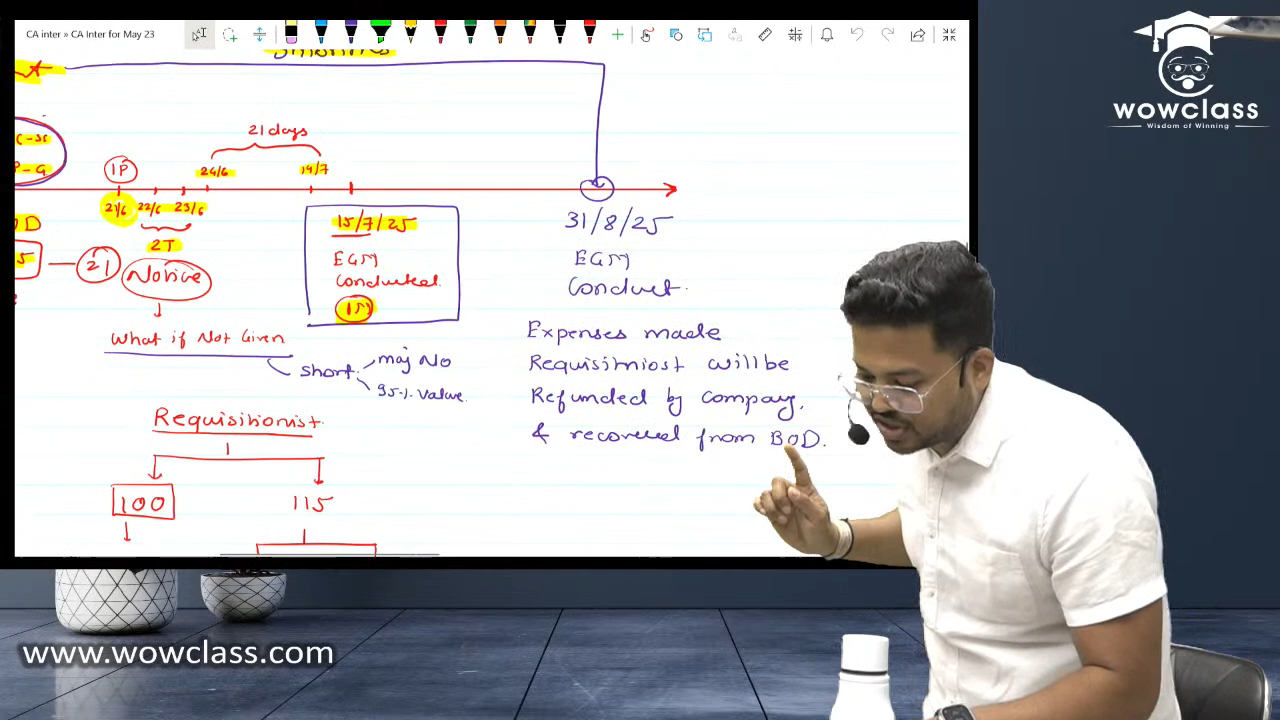 CA inter » CA Inter for May 23
wowclass
Wisdom of Winning
21 days
1P
24/6
14/7
21/6 22/6 23/6
2T
21
Notice
15/7/25
EGM
Conducted.
31/8/25
EGM
Conduct.
What if Not Given
short
maj No
95% Value.
Expenses made
Requisitniost will be
Refunded by company.
& recovered from BOD.
Requisitionist.
100
115
www.wowclass.com